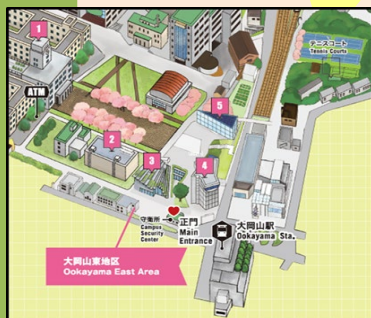 1
テニスコート
Tennis Courts
ATM
5
2
3
4
守衛所
Campus
Security
Center
正門
Main
Entrance
大岡山駅
Ookayama Sta.
大岡山東地区
Ookayama East Area